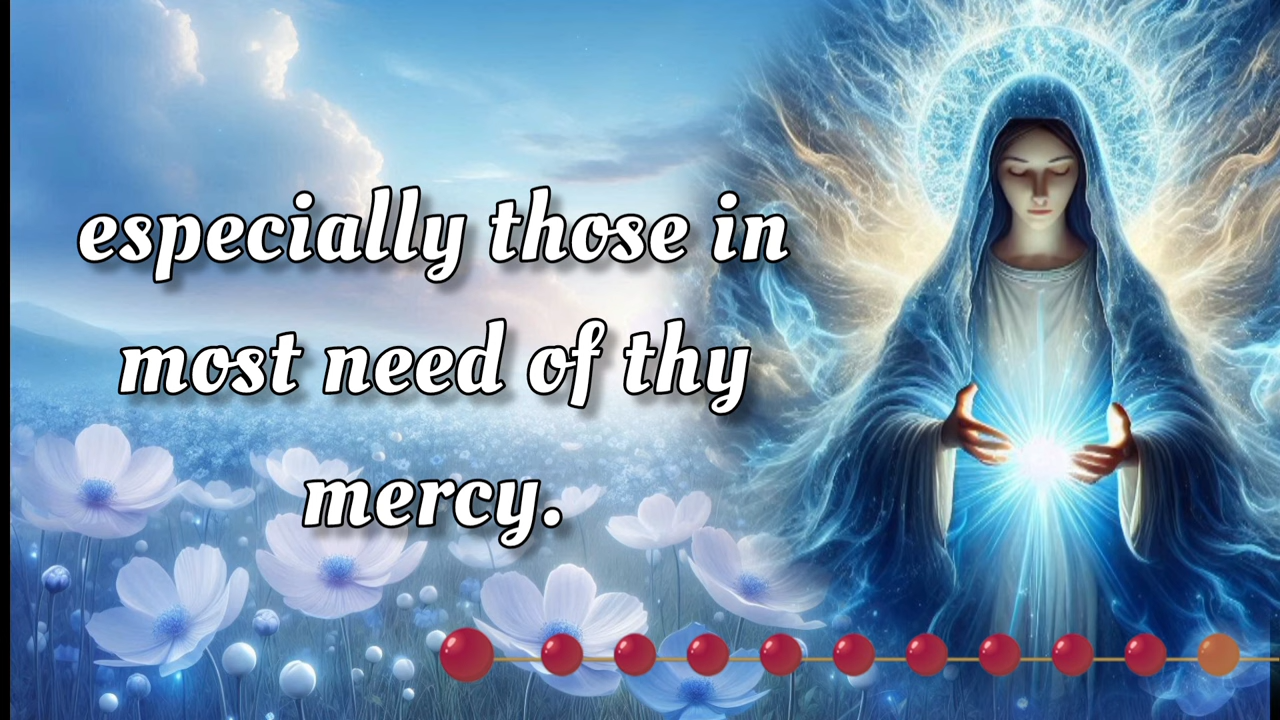 especially those in
most need of thy
mercy.